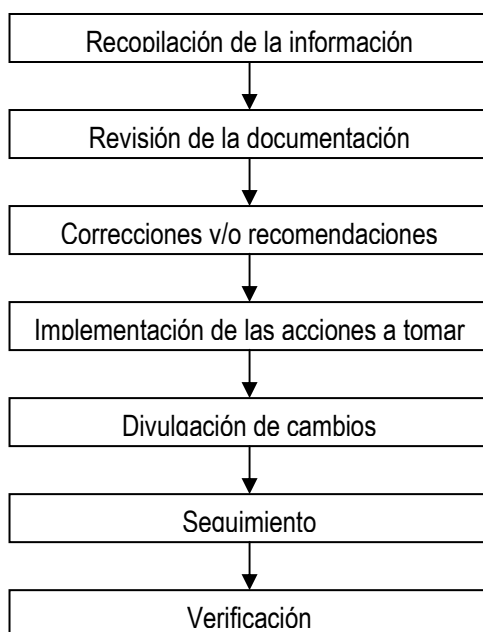 Recopilación de la información
Revisión de la documentación
Correcciones y/o recomendaciones
Implementación de las acciones a tomar
Divulgación de cambios
Seguimiento
Verificación